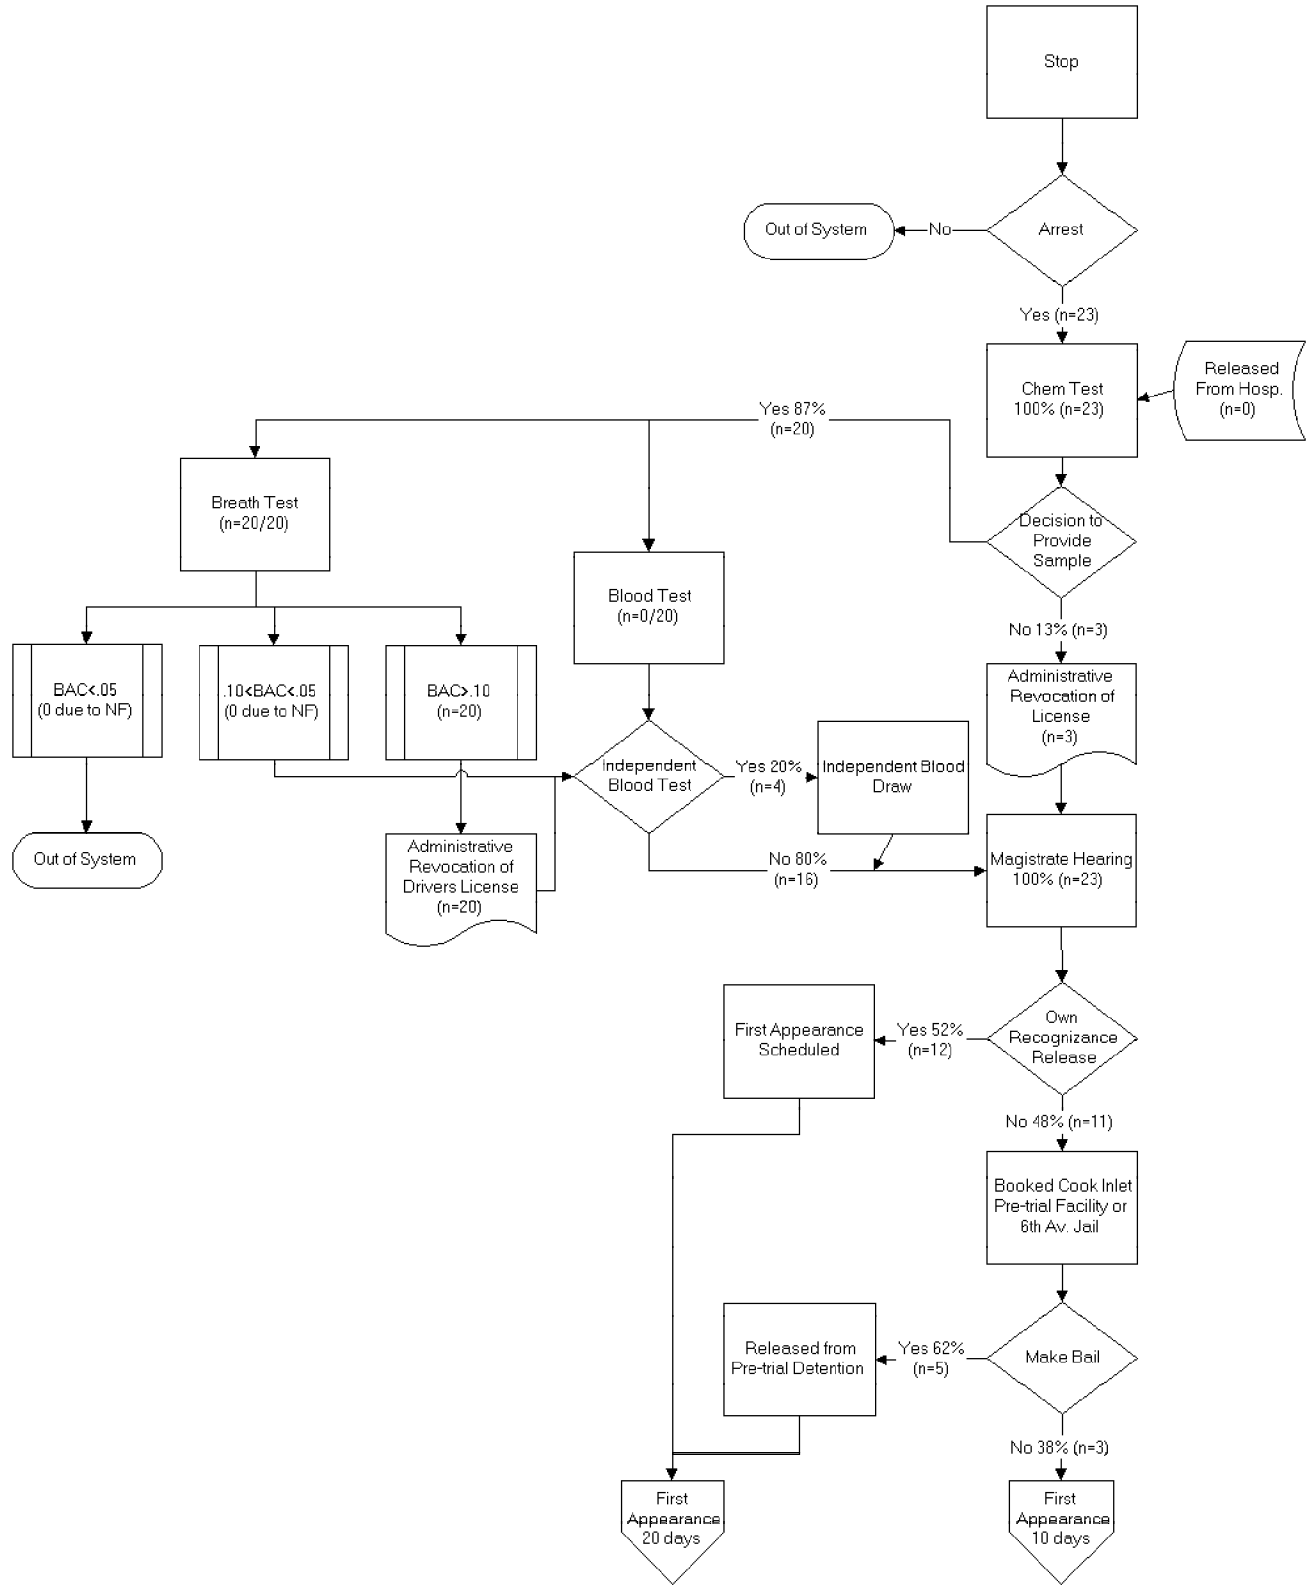 Stop
Arrest
No
Out of System
Yes (n=23)
Chem Test
100% (n=23)
Released
From Hosp.
(n=0)
Yes 87%
(n=20)
Decision to
Provide
Sample
Breath Test
(n=20/20)
Blood Test
(n=0/20)
No 13% (n=3)
BAC<.05
(0 due to NF)
.10<BAC<.05
(0 due to NF)
BAC>.10
(n=20)
Administrative
Revocation of
License
(n=3)
Independent
Blood Test
Yes 20%
(n=4)
Independent Blood
Draw
Out of System
Administrative
Revocation of
Drivers License
(n=20)
No 80%
(n=16)
Magistrate Hearing
100% (n=23)
Own
Recognizance
Release
Yes 52%
(n=12)
First Appearance
Scheduled
No 48% (n=11)
Booked Cook Inlet
Pre-trial Facility or
6th Av. Jail
Make Bail
Yes 62%
(n=5)
Released from
Pre-trial Detention
No 38% (n=3)
First
Appearance
20 days
First
Appearance
10 days